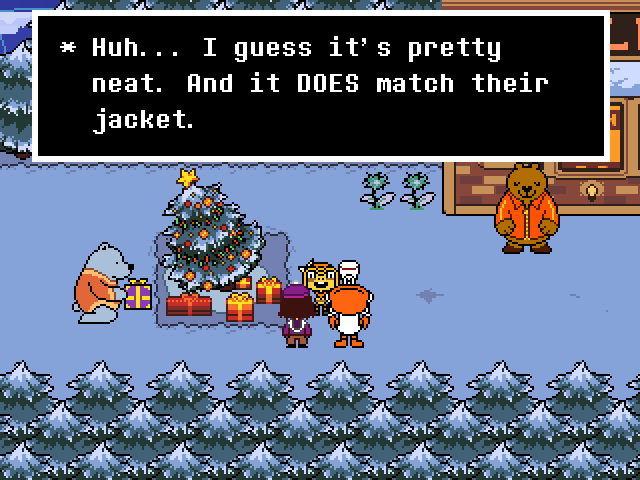 * Huh... I guess it's pretty
neat. And it DOES match their
jacket.